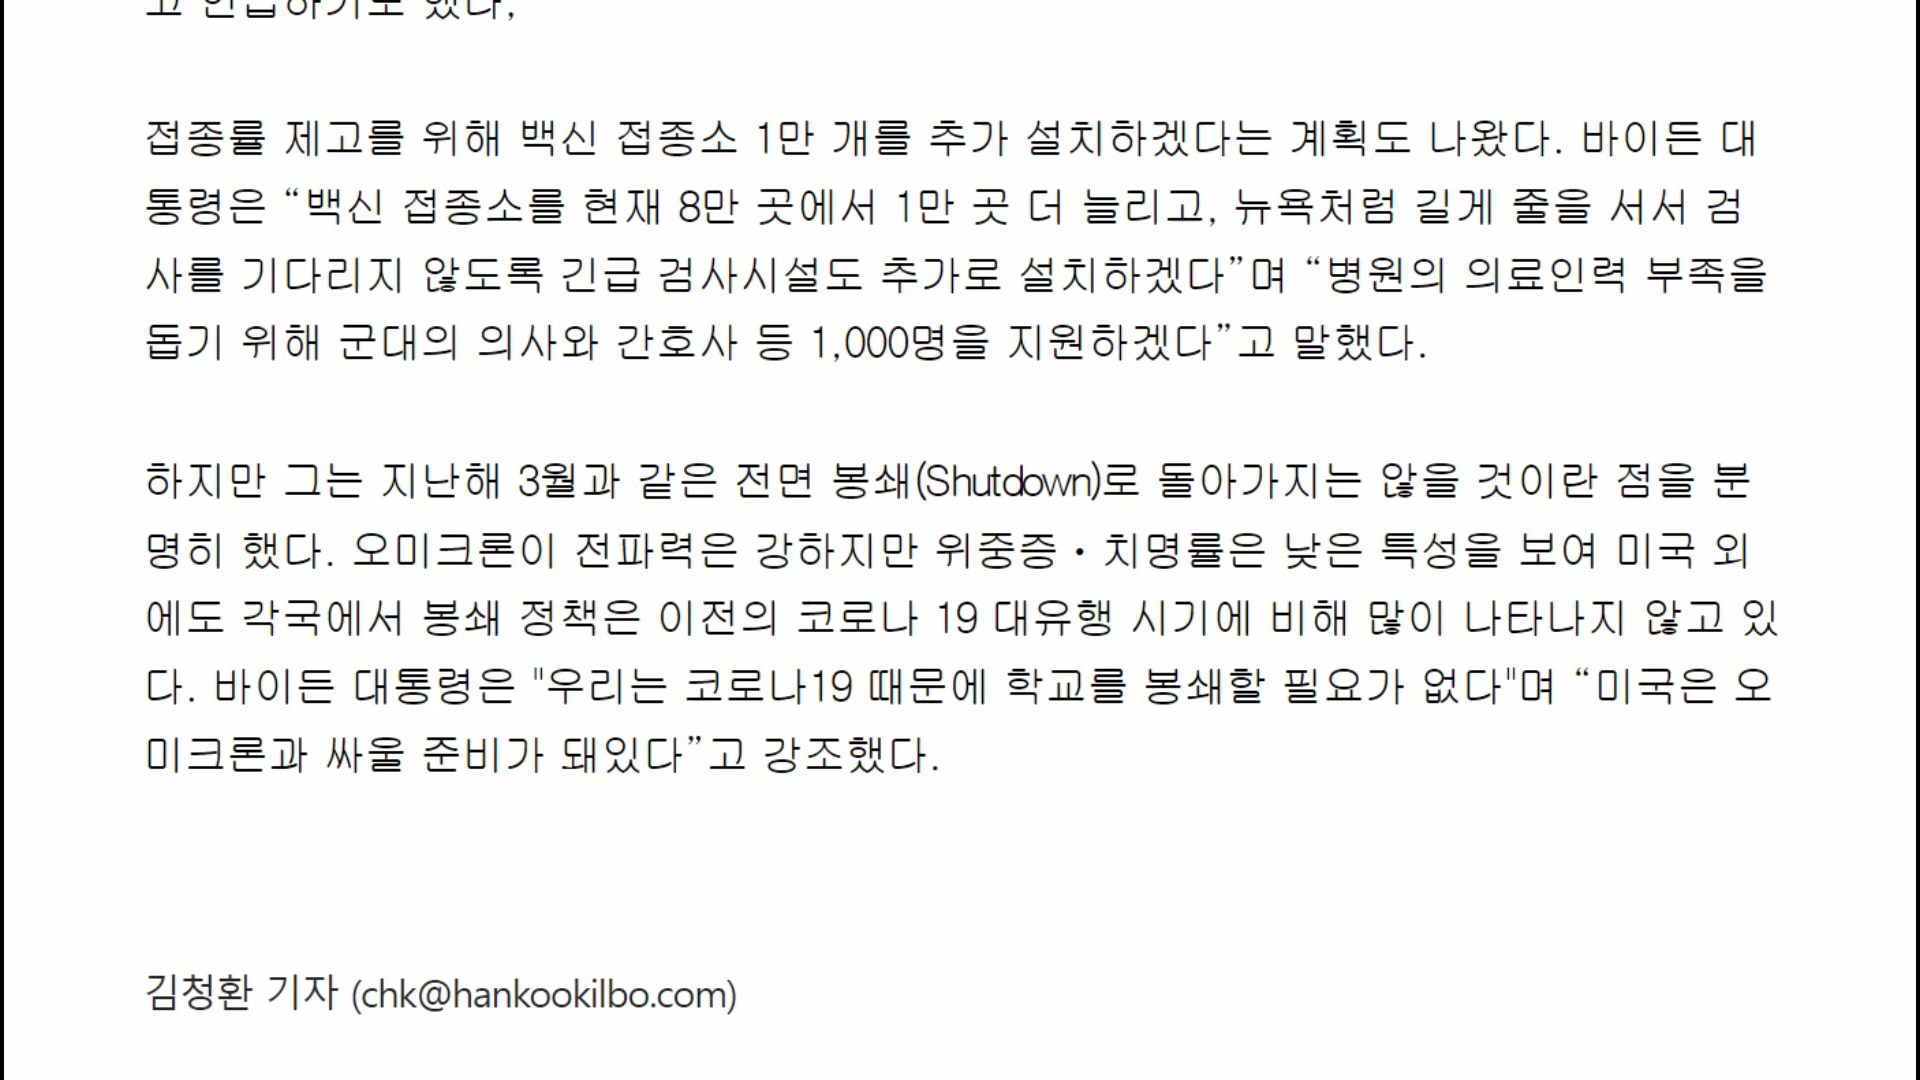 고 언급하기도 했다,
접종률 제고를 위해 백신 접종소 1만 개를 추가 설치하겠다는 계획도 나왔다. 바이든 대
통령은 “백신 접종소를 현재 8만 곳에서 1만 곳 더 늘리고, 뉴욕처럼 길게 줄을 서서 검
사를 기다리지 않도록 긴급 검사시설도 추가로 설치하겠다”며 “병원의 의료인력 부족을
돕기 위해 군대의 의사와 간호사 등 1,000명을 지원하겠다”고 말했다.
하지만 그는 지난해 3월과 같은 전면 봉쇄(Shutdown)로 돌아가지는 않을 것이란 점을 분
명히 했다. 오미크론이 전파력은 강하지만 위중증・치명률은 낮은 특성을 보여 미국 외
에도 각국에서 봉쇄 정책은 이전의 코로나 19 대유행 시기에 비해 많이 나타나지 않고 있
다. 바이든 대통령은 "우리는 코로나19 때문에 학교를 봉쇄할 필요가 없다"며 “미국은 오
미크론과 싸울 준비가 돼있다”고 강조했다.
김청환 기자 (chk@hankookilbo.com)